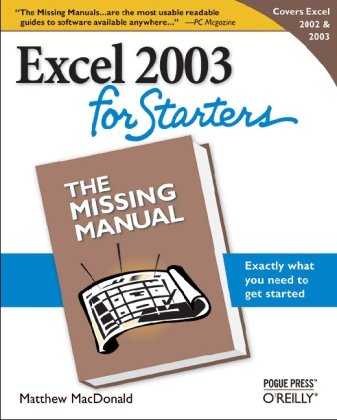 "The Missing Manuals...are the most usable readable
guides to software available anywhere..." —PC Magazine
Covers Excel
2002 &
2003
Excel 2003
for Starters
THE
MISSING
MANUAL
Exactly what
you need to
get started
Matthew MacDonald
POGUE PRESS™
O'REILLY®